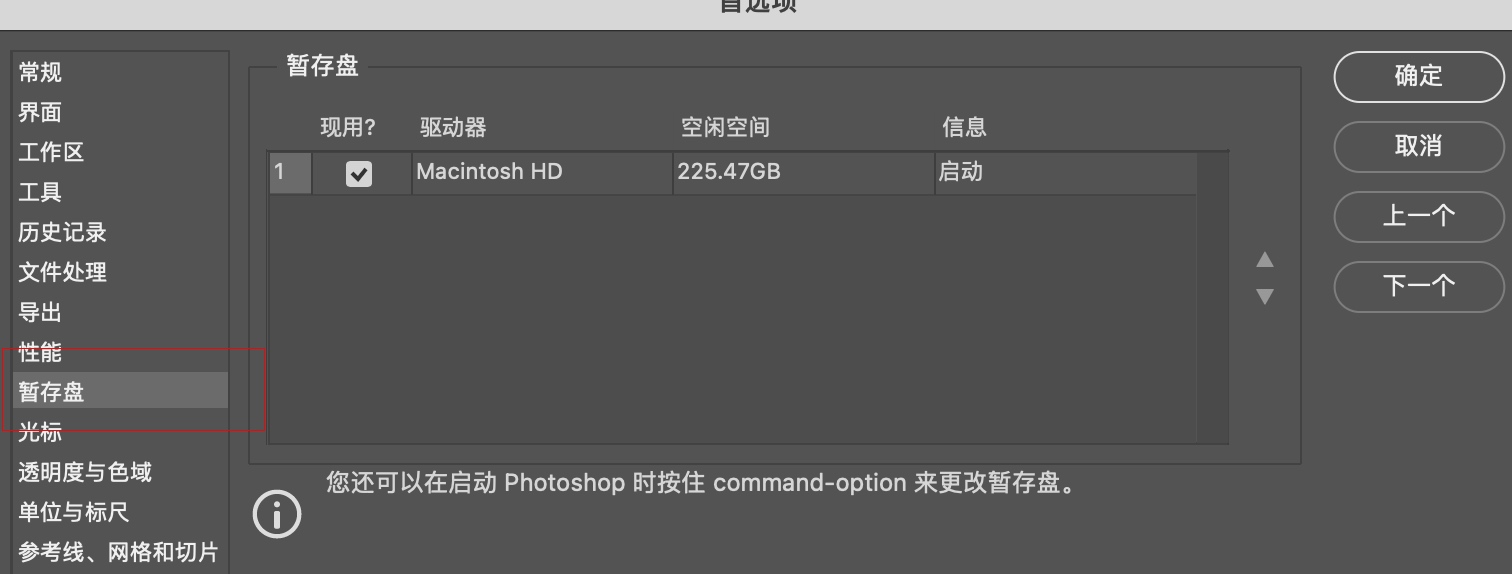 首选项
常规
界面
工作区
工具
历史记录
文件处理
导出
性能
暂存盘
光标
透明度与色域
单位与标尺
参考线、网格和切片
暂存盘
现用? 驱动器 空闲空间 信息
1 Macintosh HD 225.47GB 启动
您还可以在启动 Photoshop 时按住 command-option 来更改暂存盘。
确定
取消
上一个
下一个